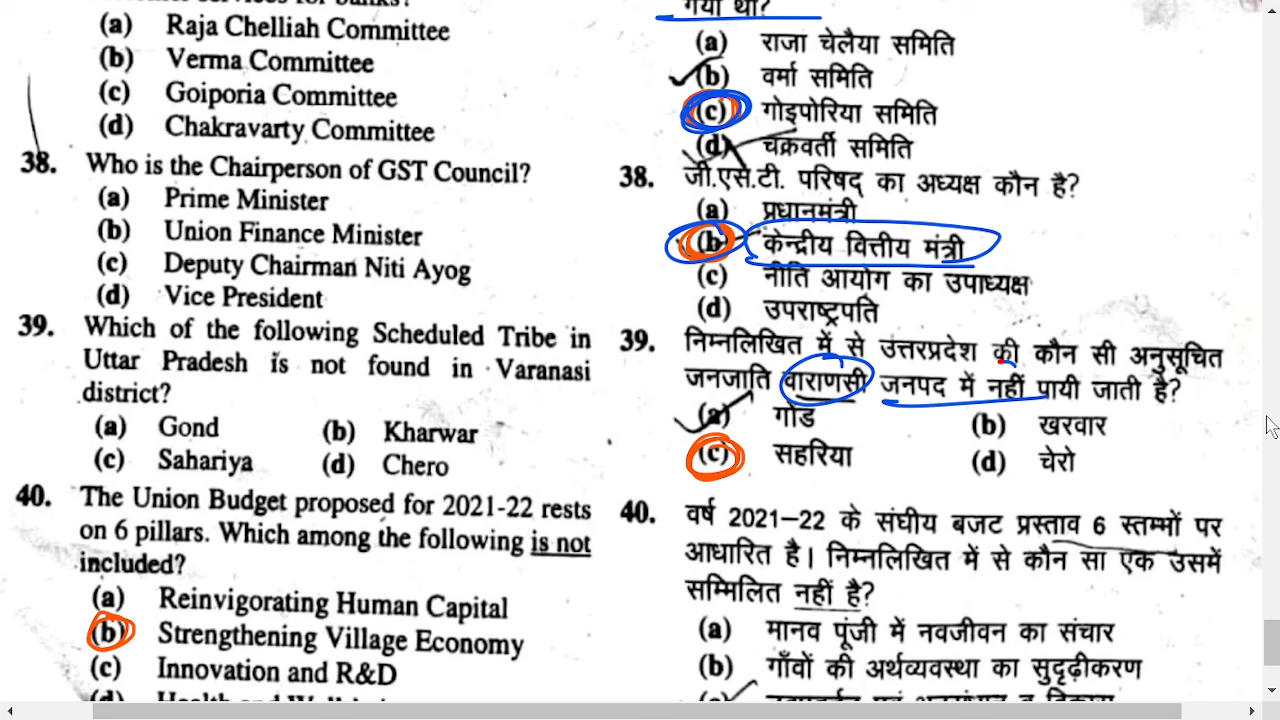 (a) Raja Chelliah Committee
(b) Verma Committee
(c) Goiporia Committee
(d) Chakravarty Committee
38. Who is the Chairperson of GST Council?
(a) Prime Minister
(b) Union Finance Minister
(c) Deputy Chairman Niti Ayog
(d) Vice President
39. Which of the following Scheduled Tribe in
Uttar Pradesh is not found in Varanasi
district?
(a) Gond (b) Kharwar
(c) Sahariya (d) Chero
40. The Union Budget proposed for 2021-22 rests
on 6 pillars. Which among the following is not
included?
(a) Reinvigorating Human Capital
(b) Strengthening Village Economy
(c) Innovation and R&D
गया था?
(a) राजा चेलैया समिति
(b) वर्मा समिति
(c) गोइपोरिया समिति
(d) चक्रवर्ती समिति
38. जी.एस.टी. परिषद् का अध्यक्ष कौन है?
(a) प्रधानमंत्री
(b) केन्द्रीय वित्तीय मंत्री
(c) नीति आयोग का उपाध्यक्ष
(d) उपराष्ट्रपति
39. निम्नलिखित में से उत्तरप्रदेश की कौन सी अनुसूचित
जनजाति वाराणसी जनपद में नहीं पायी जाती है?
(a) गोंड (b) खरवार
(c) सहरिया (d) चेरो
40. वर्ष 2021–22 के संघीय बजट प्रस्ताव 6 स्तम्भों पर
आधारित है। निम्नलिखित में से कौन सा एक उसमें
सम्मिलित नहीं है?
(a) मानव पूंजी में नवजीवन का संचार
(b) गाँवों की अर्थव्यवस्था का सुदृढ़ीकरण